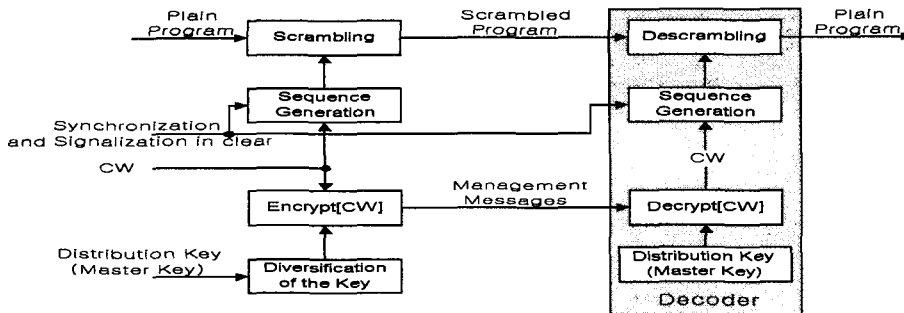 Plain
Program
Scrambling
Scrambled
Program
Descrambling
Plain
Program
Sequence
Generation
Sequence
Generation
Synchronization
and Signalization in clear
CW
CW
Encrypt[CW]
Management
Messages
Decrypt[CW]
Distribution Key
(Master Key)
Diversification
of the Key
Distribution Key
(Master Key)
Decoder